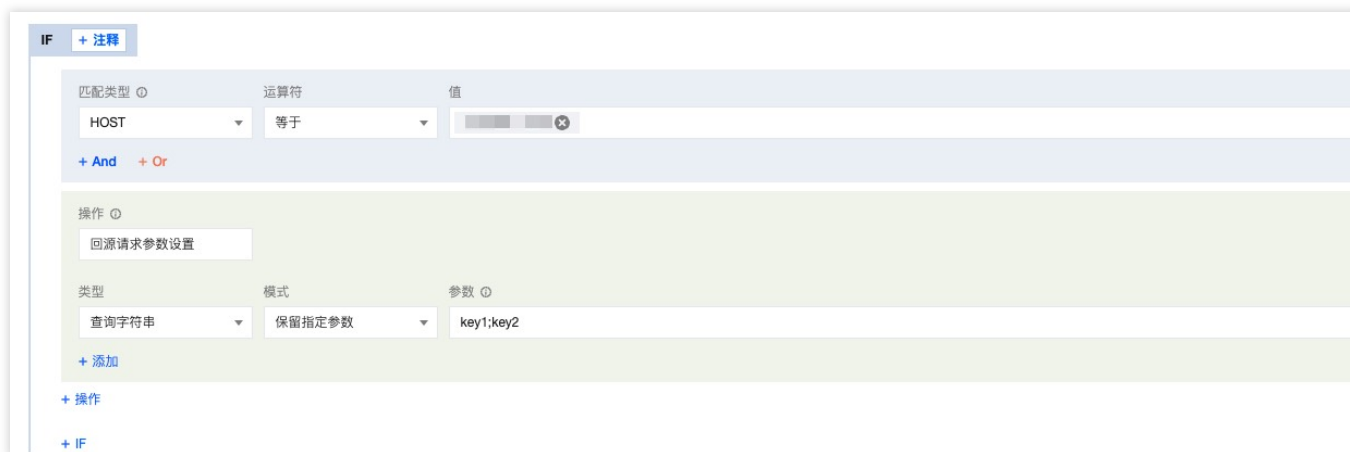 IF + 注释
匹配类型 运算符 值
HOST 等于
+ And + Or
操作
回源请求参数设置
类型 模式 参数
查询字符串 保留指定参数 key1;key2
+ 添加
+ 操作
+ IF